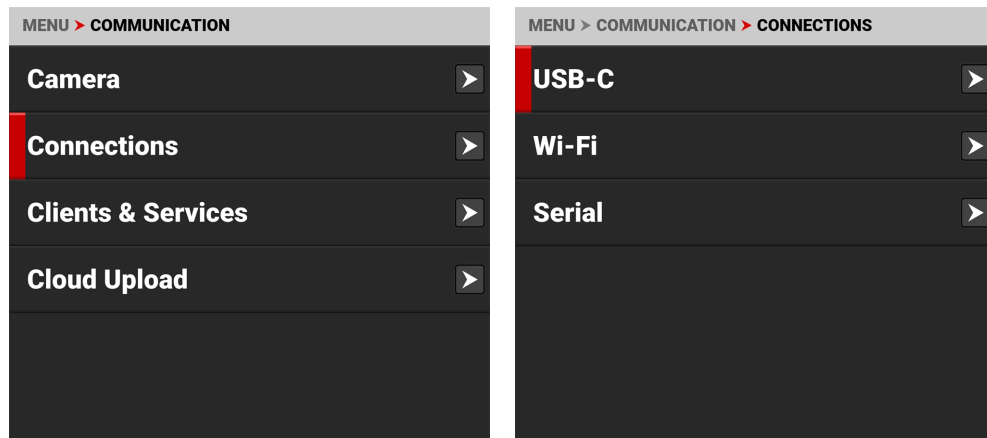 MENU > COMMUNICATION
Camera
Connections
Clients & Services
Cloud Upload
MENU > COMMUNICATION > CONNECTIONS
USB-C
Wi-Fi
Serial